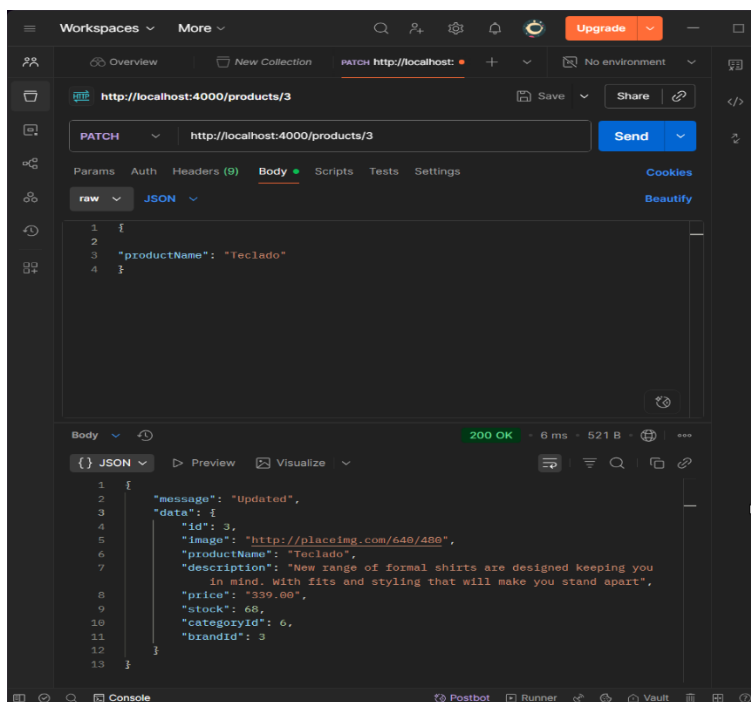 Workspaces More Upgrade
Overview New Collection PATCH http://localhost: + No environment
HTTP http://localhost:4000/products/3 Save Share
PATCH http://localhost:4000/products/3 Send
Params Auth Headers (9) Body Scripts Tests Settings Cookies
raw JSON Beautify
1 {
2
3 "productName": "Teclado"
4 }
Body 200 OK 6 ms 521 B
{} JSON Preview Visualize
1 {
2 "message": "Updated",
3 "data": {
4 "id": 3,
5 "image": "http://placeimg.com/640/480",
6 "productName": "Teclado",
7 "description": "New range of formal shirts are designed keeping you
in mind. With fits and styling that will make you stand apart",
8 "price": "339.00",
9 "stock": 68,
10 "categoryId": 6,
11 "brandId": 3
12 }
13 }
Console Postbot Runner Vault